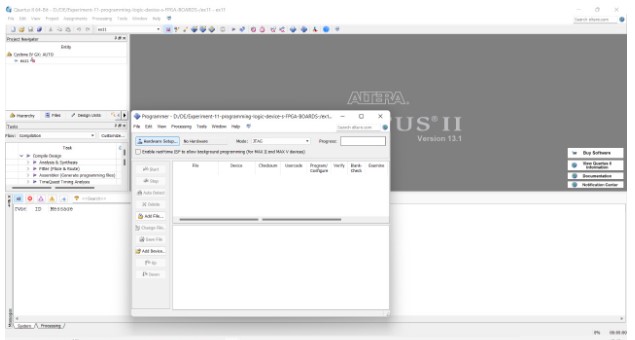 Quartus II 64-Bit - D:/DE/Experiment-11-programming-logic-device-s-FPGA-BOARDS-/ex11 - ex11
File Edit View Project Assignments Processing Tools Window Help
Search altera.com
ex11
Project Navigator
Entity
Cyclone IV GX: AUTO
ex11
Hierarchy Files Design Units
Tasks
Flow: Compilation Customize...
Task
Compile Design
Analysis & Synthesis
Fitter (Place & Route)
Assembler (Generate programming files)
TimeQuest Timing Analysis
ALTERA
US II
Version 13.1
Buy Software
View Quartus II Information
Documentation
Notification Center
Programmer - D:/DE/Experiment-11-programming-logic-device-s-FPGA-BOARDS-/ex1...
File Edit View Processing Tools Window Help
Search altera.com
Hardware Setup... No Hardware Mode: JTAG Progress:
Enable real-time ISP to allow background programming (for MAX II and MAX V devices)
File Device Checksum Usercode Program/Configure Verify Blank-Check Examine
Start
Stop
Auto Detect
Delete
Add File...
Change File...
Save File
Add Device...
Up
Down
<<Search>>
Type ID Message
Messages
System Processing
0% 00:00:00